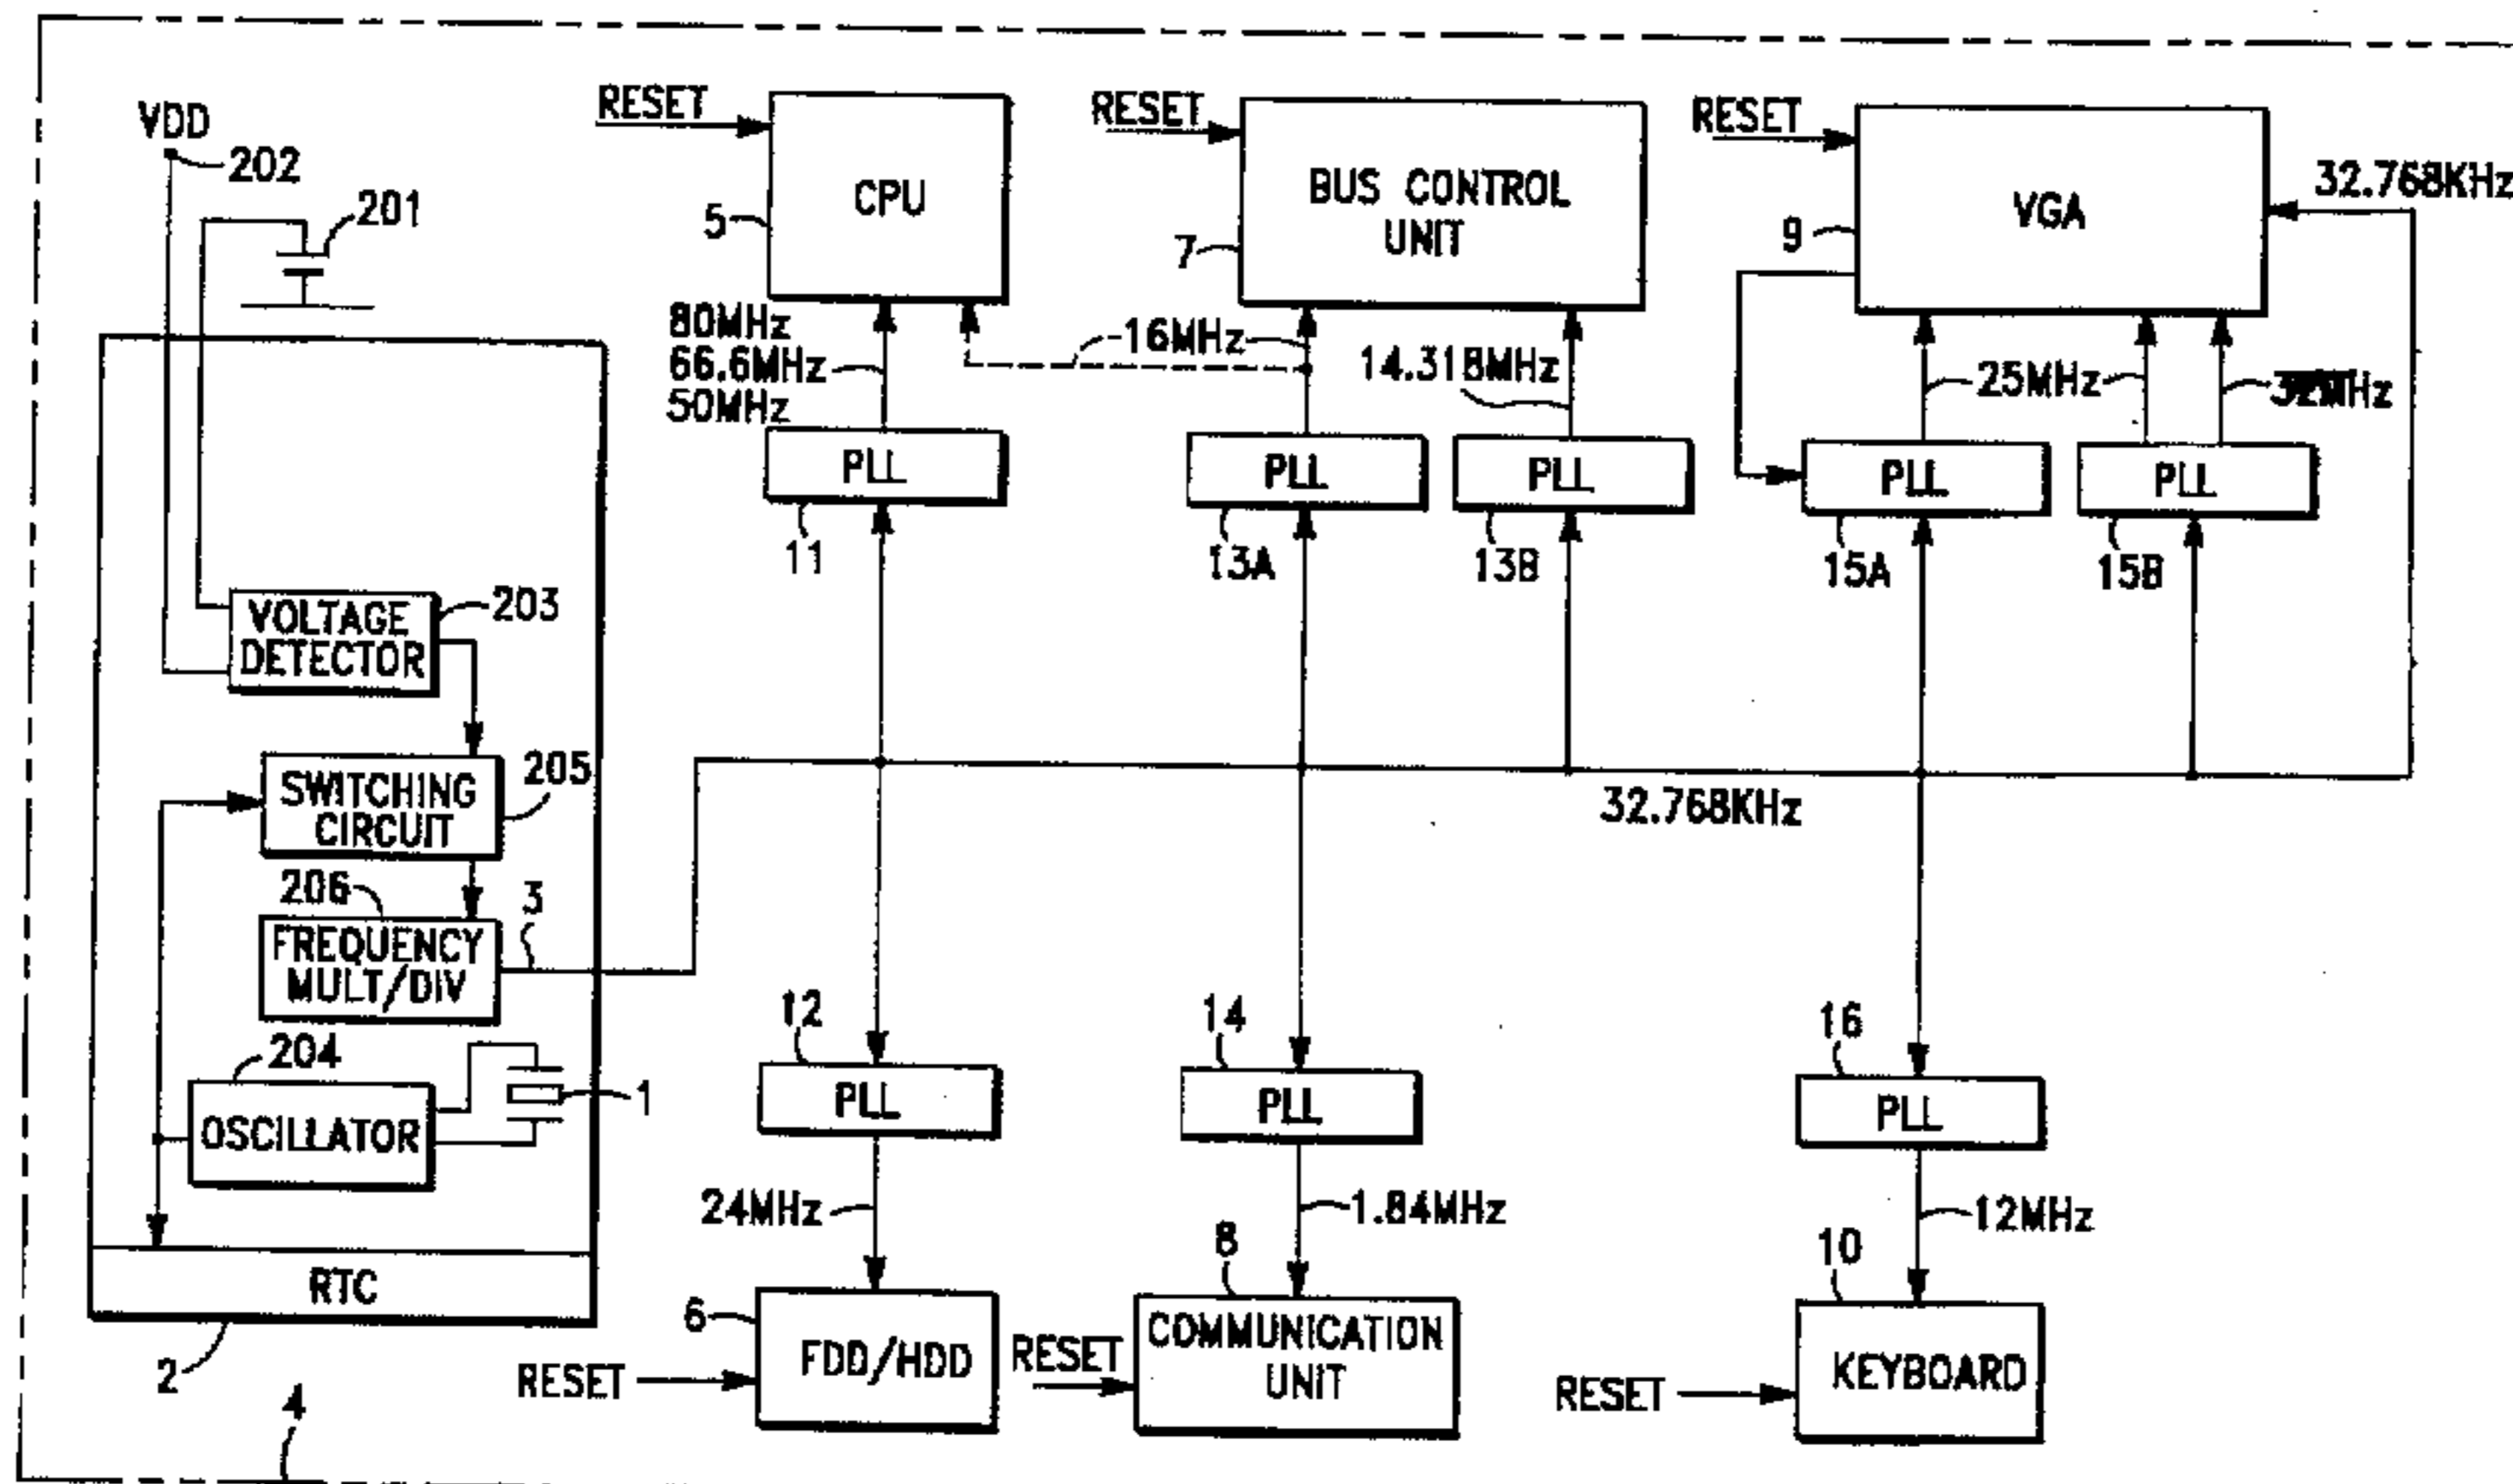 VDD
202
201
RESET
CPU
5
80MHz
66.6MHz
50MHz
PLL
11
RESET
BUS CONTROL
UNIT
7
16MHz
14.318MHz
PLL
13A
PLL
13B
RESET
VGA
9
32.768KHz
25MHz
PLL
15A
PLL
15B
VOLTAGE
DETECTOR
203
SWITCHING
CIRCUIT
205
206
FREQUENCY
MULT/DIV
3
204
OSCILLATOR
1
RTC
2
4
32.768KHz
12
PLL
24MHz
6
FDD/HDD
RESET
14
PLL
1.84MHz
8
COMMUNICATION
UNIT
RESET
16
PLL
12MHz
10
KEYBOARD
RESET